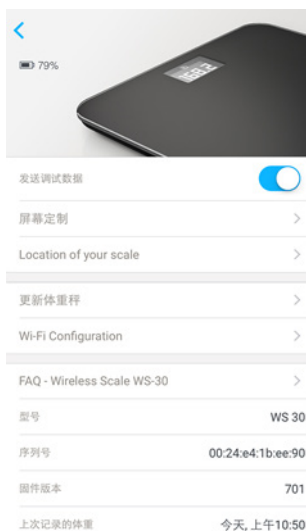 79%
发送调试数据
屏幕定制
Location of your scale
更新体重秤
Wi-Fi Configuration
FAQ - Wireless Scale WS-30
型号 WS 30
序列号 00:24:e4:1b:ee:90
固件版本 701
上次记录的体重 今天, 上午10:50